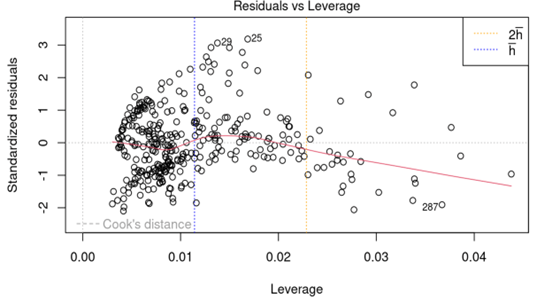 Residuals vs Leverage
Standardized residuals
3
2
1
0
-1
-2
29
25
287
2h̅
h̅
Cook's distance
0.00
0.01
0.02
0.03
0.04
Leverage